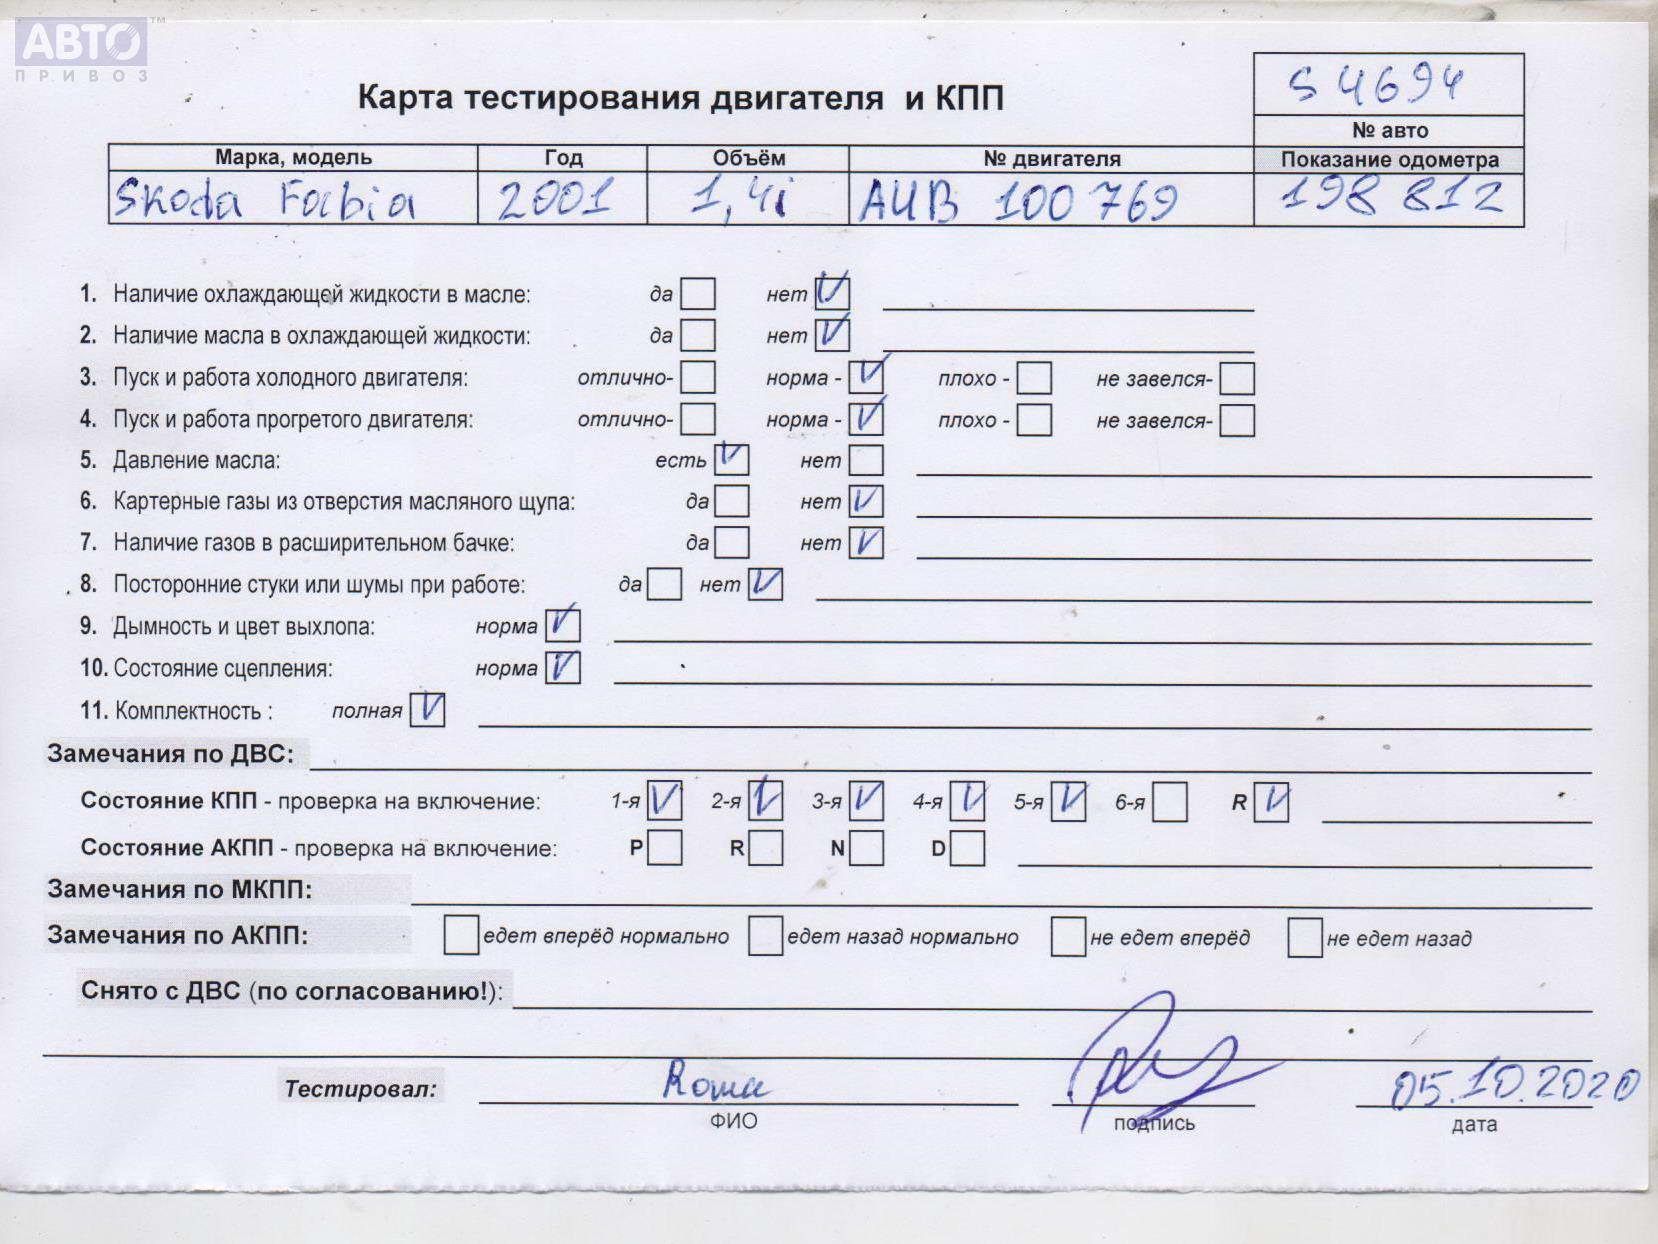 АВТО™
ПРИВОЗ
S 4694
Карта тестирования двигателя и КПП
№ авто
Марка, модель Год Объём № двигателя Показание одометра
Skoda Fabia 2001 1,4i AUB 100 769 198 812
1. Наличие охлаждающей жидкости в масле: да нет V
2. Наличие масла в охлаждающей жидкости: да нет V
3. Пуск и работа холодного двигателя: отлично- норма - V плохо - не завелся-
4. Пуск и работа прогретого двигателя: отлично- норма - V плохо - не завелся-
5. Давление масла: есть V нет
6. Картерные газы из отверстия масляного щупа: да нет V
7. Наличие газов в расширительном бачке: да нет V
8. Посторонние стуки или шумы при работе: да нет V
9. Дымность и цвет выхлопа: норма V
10. Состояние сцепления: норма V
11. Комплектность : полная V
Замечания по ДВС:
Состояние КПП - проверка на включение: 1-я V 2-я V 3-я V 4-я V 5-я V 6-я R V
Состояние АКПП - проверка на включение: P R N D
Замечания по МКПП:
Замечания по АКПП: едет вперёд нормально едет назад нормально не едет вперёд не едет назад
Снято с ДВС (по согласованию!):
Тестировал: Roma 05.10.2020
ФИО подпись дата